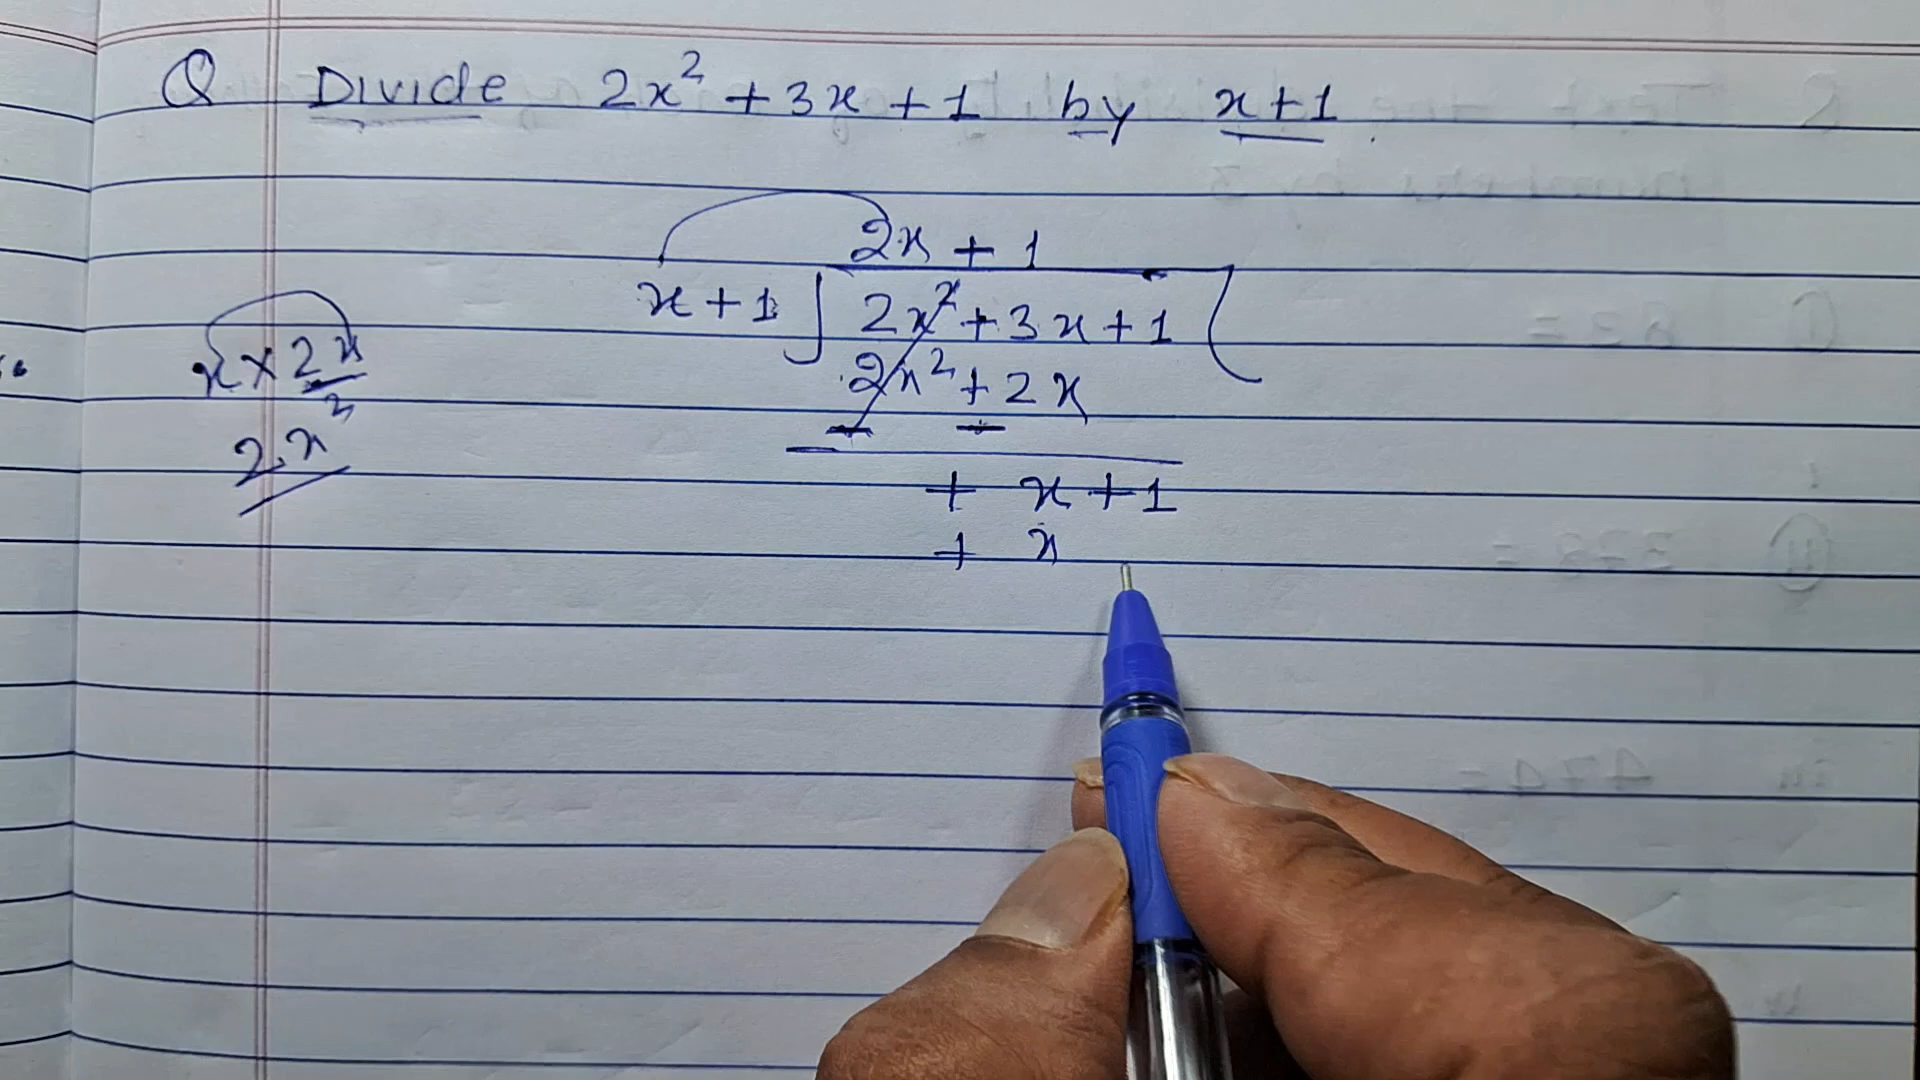 Q Divide 2x² + 3x + 1 by x+1
2x + 1
x+1 ) 2x² + 3x + 1 (
2x² + 2x
- -
+ x + 1
+ x
x × 2x
2x²